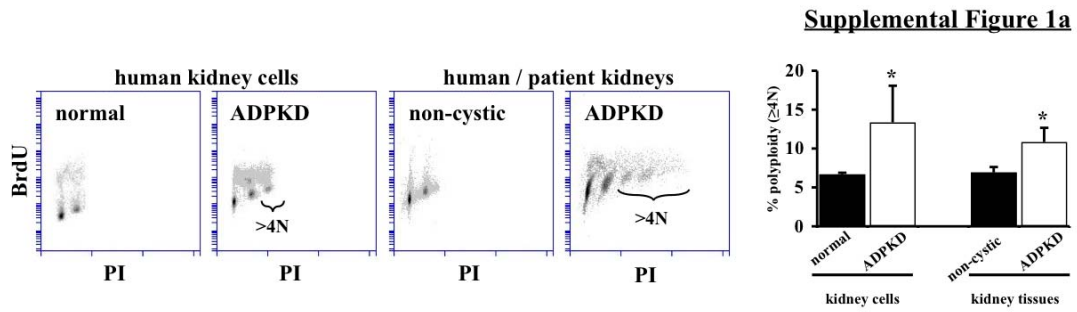 Supplemental Figure 1a
human kidney cells
human / patient kidneys
normal
ADPKD
non-cystic
ADPKD
BrdU
>4N
>4N
PI
PI
PI
PI
% polyploidy (≥4N)
20
15
10
5
0
*
*
normal
ADPKD
non-cystic
ADPKD
kidney cells
kidney tissues